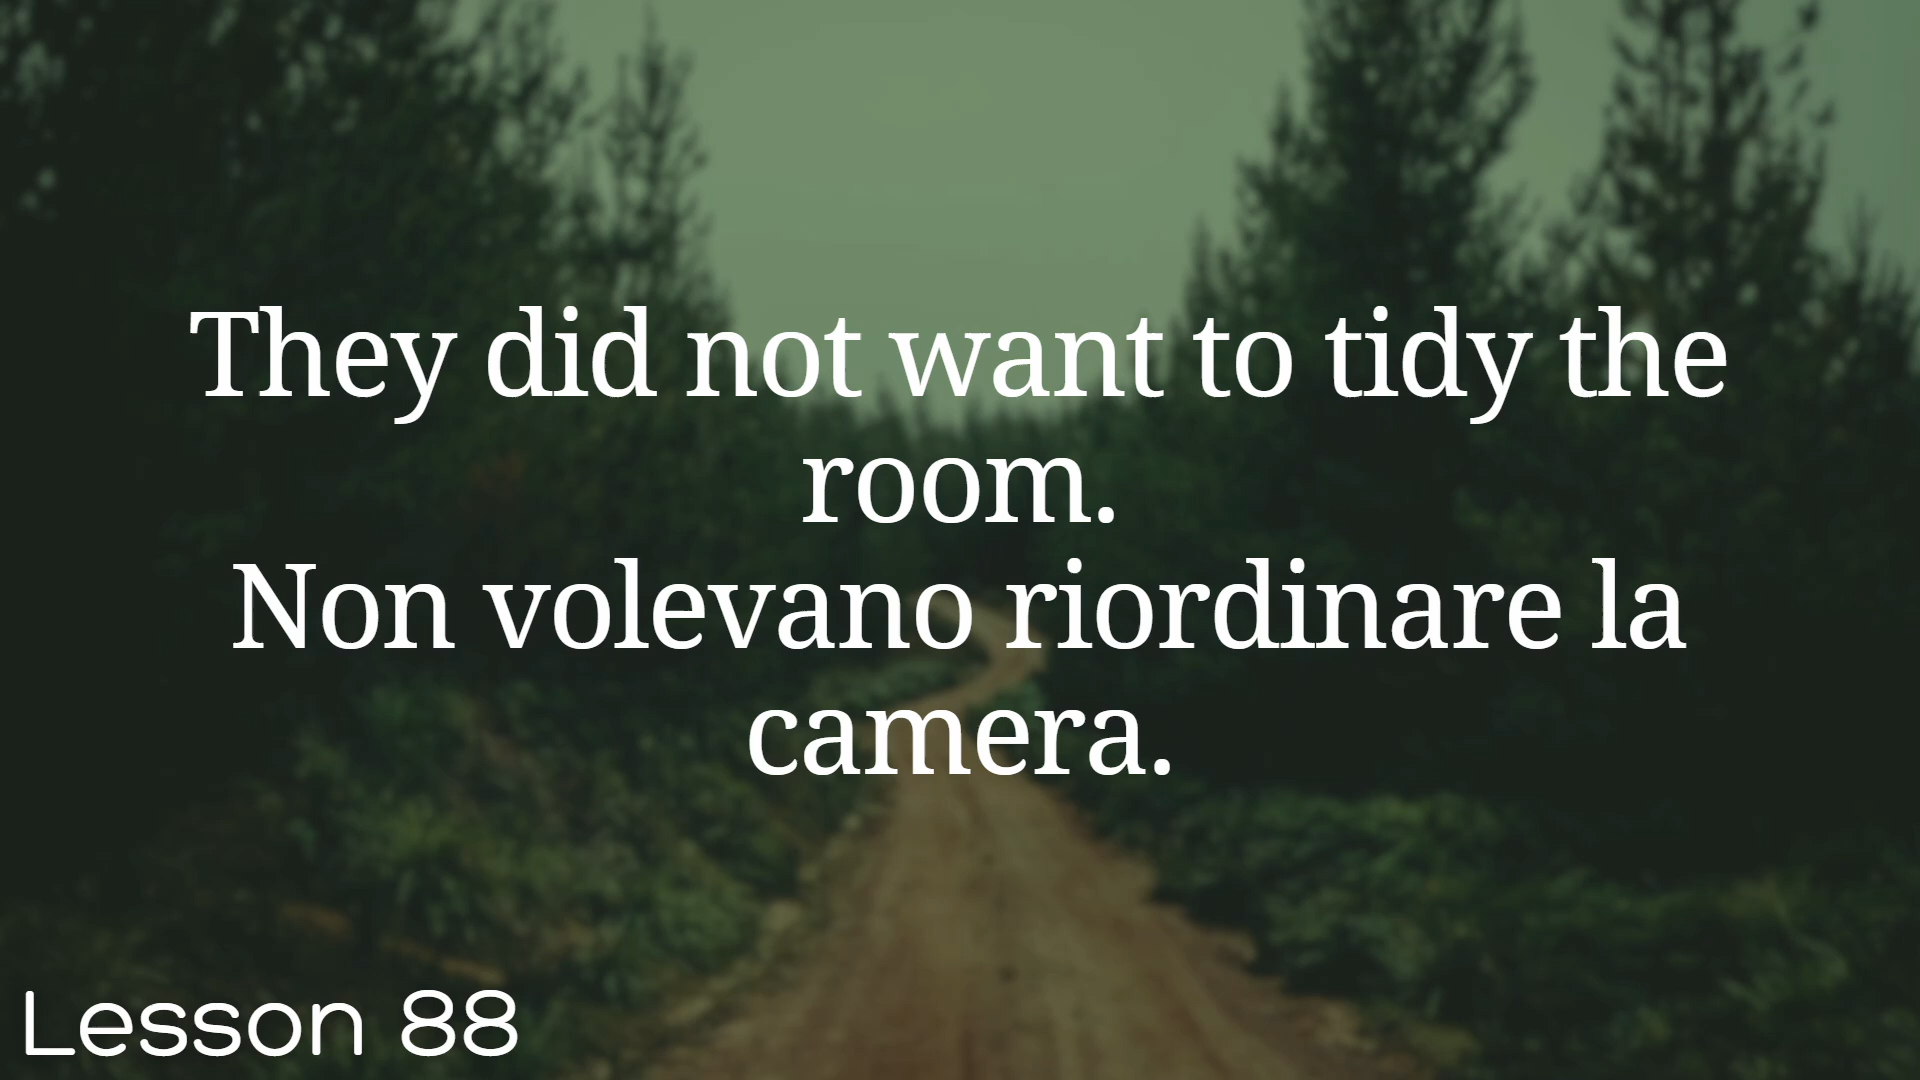 They did not want to tidy the
room.
Non volevano riordinare la
camera.
Lesson 88